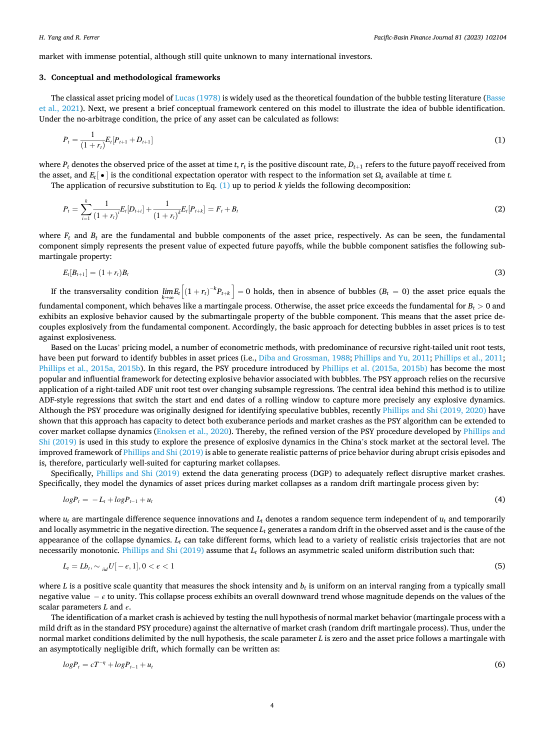 H. Yang and R. Ferrer
Pacific-Basin Finance Journal 81 (2023) 102104
market with immense potential, although still quite unknown to many international investors.
3. Conceptual and methodological frameworks
The classical asset pricing model of Lucas (1978) is widely used as the theoretical foundation of the bubble testing literature (Basse
et al., 2021). Next, we present a brief conceptual framework centered on this model to illustrate the idea of bubble identification.
Under the no-arbitrage condition, the price of any asset can be calculated as follows:
P_t = 1/(1 + r_t) E_t[P_{t+1} + D_{t+1}] (1)
where P_t denotes the observed price of the asset at time t, r_t is the positive discount rate, D_{t+1} refers to the future payoff received from
the asset, and E_t[•] is the conditional expectation operator with respect to the information set Ω_t available at time t.
The application of recursive substitution to Eq. (1) up to period k yields the following decomposition:
P_t = ∑_{i=1}^{k} 1/(1 + r_t)^i E_t[D_{t+i}] + 1/(1 + r_t)^k E_t[P_{t+k}] = F_t + B_t (2)
where F_t and B_t are the fundamental and bubble components of the asset price, respectively. As can be seen, the fundamental
component simply represents the present value of expected future payoffs, while the bubble component satisfies the following sub-
martingale property:
E_t[B_{t+1}] = (1 + r_t)B_t (3)
If the transversality condition lim_{k→∞} E_t[(1 + r_t)^{-k} P_{t+k}] = 0 holds, then in absence of bubbles (B_t = 0) the asset price equals the
fundamental component, which behaves like a martingale process. Otherwise, the asset price exceeds the fundamental for B_t > 0 and
exhibits an explosive behavior caused by the submartingale property of the bubble component. This means that the asset price de-
couples explosively from the fundamental component. Accordingly, the basic approach for detecting bubbles in asset prices is to test
against explosiveness.
Based on the Lucas' pricing model, a number of econometric methods, with predominance of recursive right-tailed unit root tests,
have been put forward to identify bubbles in asset prices (i.e., Diba and Grossman, 1988; Phillips and Yu, 2011; Phillips et al., 2011;
Phillips et al., 2015a, 2015b). In this regard, the PSY procedure introduced by Phillips et al. (2015a, 2015b) has become the most
popular and influential framework for detecting explosive behavior associated with bubbles. The PSY approach relies on the recursive
application of a right-tailed ADF unit root test over changing subsample regressions. The central idea behind this method is to utilize
ADF-style regressions that switch the start and end dates of a rolling window to capture more precisely any explosive dynamics.
Although the PSY procedure was originally designed for identifying speculative bubbles, recently Phillips and Shi (2019, 2020) have
shown that this approach has capacity to detect both exuberance periods and market crashes as the PSY algorithm can be extended to
cover market collapse dynamics (Enoksen et al., 2020). Thereby, the refined version of the PSY procedure developed by Phillips and
Shi (2019) is used in this study to explore the presence of explosive dynamics in the China's stock market at the sectoral level. The
improved framework of Phillips and Shi (2019) is able to generate realistic patterns of price behavior during abrupt crisis episodes and
is, therefore, particularly well-suited for capturing market collapses.
Specifically, Phillips and Shi (2019) extend the data generating process (DGP) to adequately reflect disruptive market crashes.
Specifically, they model the dynamics of asset prices during market collapses as a random drift martingale process given by:
logP_t = − L_t + logP_{t−1} + u_t (4)
where u_t are martingale difference sequence innovations and L_t denotes a random sequence term independent of u_t and temporarily
and locally asymmetric in the negative direction. The sequence L_t generates a random drift in the observed asset and is the cause of the
appearance of the collapse dynamics. L_t can take different forms, which lead to a variety of realistic crisis trajectories that are not
necessarily monotonic. Phillips and Shi (2019) assume that L_t follows an asymmetric scaled uniform distribution such that:
L_t = Lb_t, ∼_{iid} U[− ϵ, 1], 0 < ϵ < 1 (5)
where L is a positive scale quantity that measures the shock intensity and b_t is uniform on an interval ranging from a typically small
negative value − ϵ to unity. This collapse process exhibits an overall downward trend whose magnitude depends on the values of the
scalar parameters L and ϵ.
The identification of a market crash is achieved by testing the null hypothesis of normal market behavior (martingale process with a
mild drift as in the standard PSY procedure) against the alternative of market crash (random drift martingale process). Thus, under the
normal market conditions delimited by the null hypothesis, the scale parameter L is zero and the asset price follows a martingale with
an asymptotically negligible drift, which formally can be written as:
logP_t = cT^{−η} + logP_{t−1} + u_t (6)
4